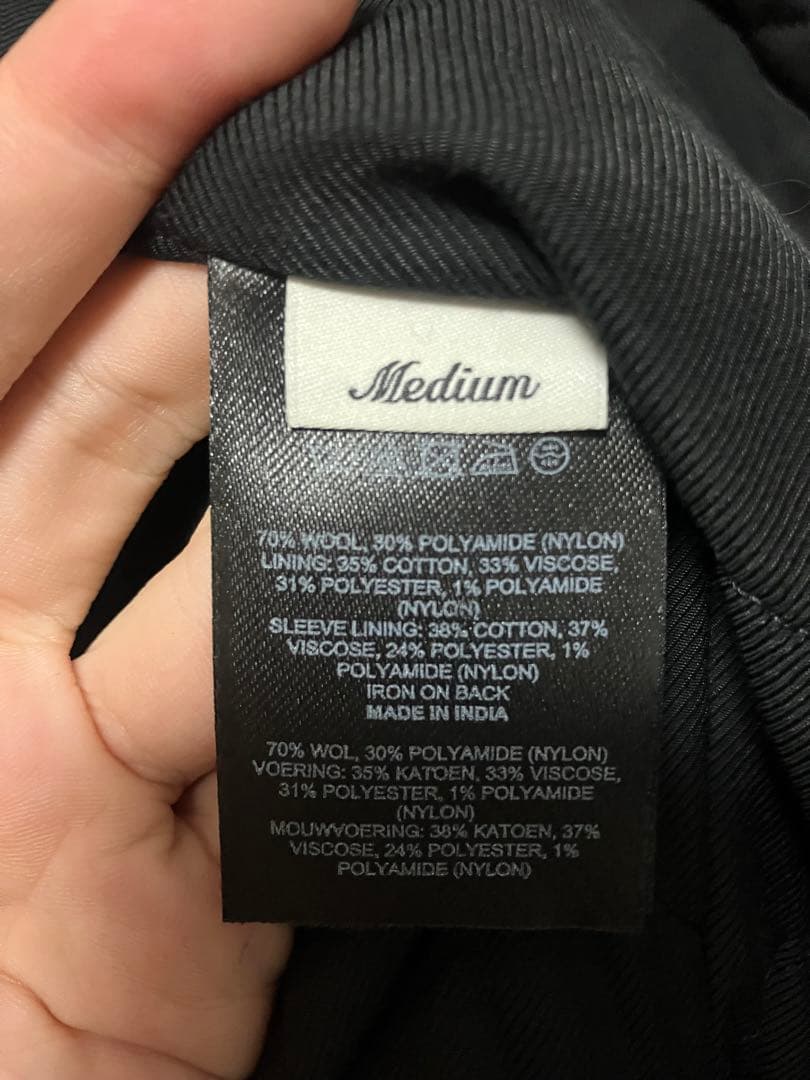 Medium
70% WOOL, 30% POLYAMIDE (NYLON)
LINING: 35% COTTON, 33% VISCOSE,
31% POLYESTER, 1% POLYAMIDE
(NYLON)
SLEEVE LINING: 38% COTTON, 37%
VISCOSE, 24% POLYESTER, 1%
POLYAMIDE (NYLON)
IRON ON BACK
MADE IN INDIA
70% WOL, 30% POLYAMIDE (NYLON)
VOERING: 35% KATOEN, 33% VISCOSE,
31% POLYESTER, 1% POLYAMIDE
(NYLON)
MOUWVOERING: 38% KATOEN, 37%
VISCOSE, 24% POLYESTER, 1%
POLYAMIDE (NYLON)